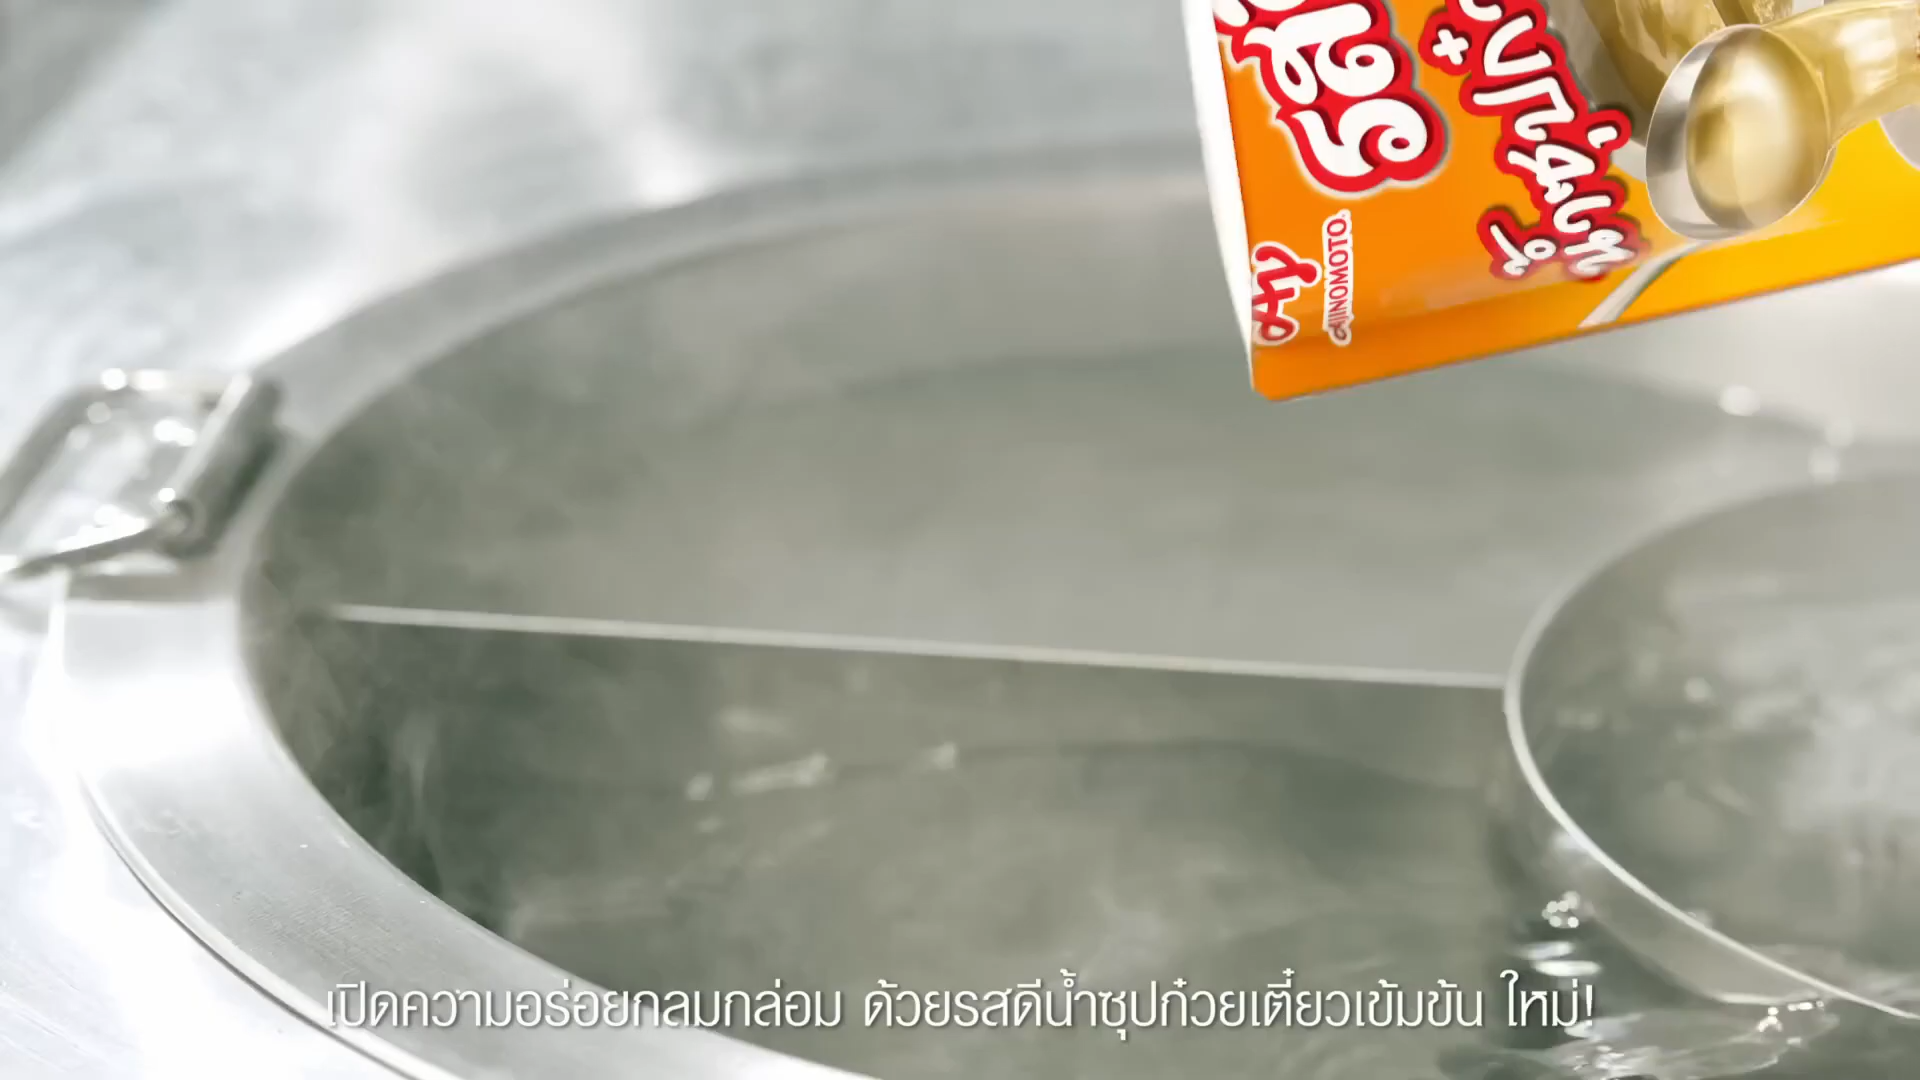 รสดี
AJINOMOTO
เปิดความอร่อยกลมกล่อม ด้วยรสดีน้ำซุปก๋วยเตี๋ยวเข้มข้น ใหม่!